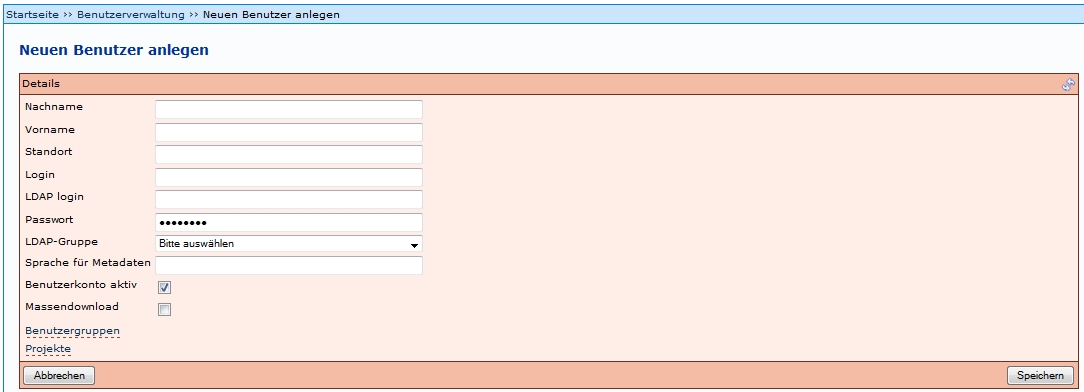 Startseite >> Benutzerverwaltung >> Neuen Benutzer anlegen
Neuen Benutzer anlegen
Details
Nachname
Vorname
Standort
Login
LDAP login
Passwort ••••••••
LDAP-Gruppe Bitte auswählen
Sprache für Metadaten
Benutzerkonto aktiv
Massendownload
Benutzergruppen
Projekte
Abbrechen Speichern